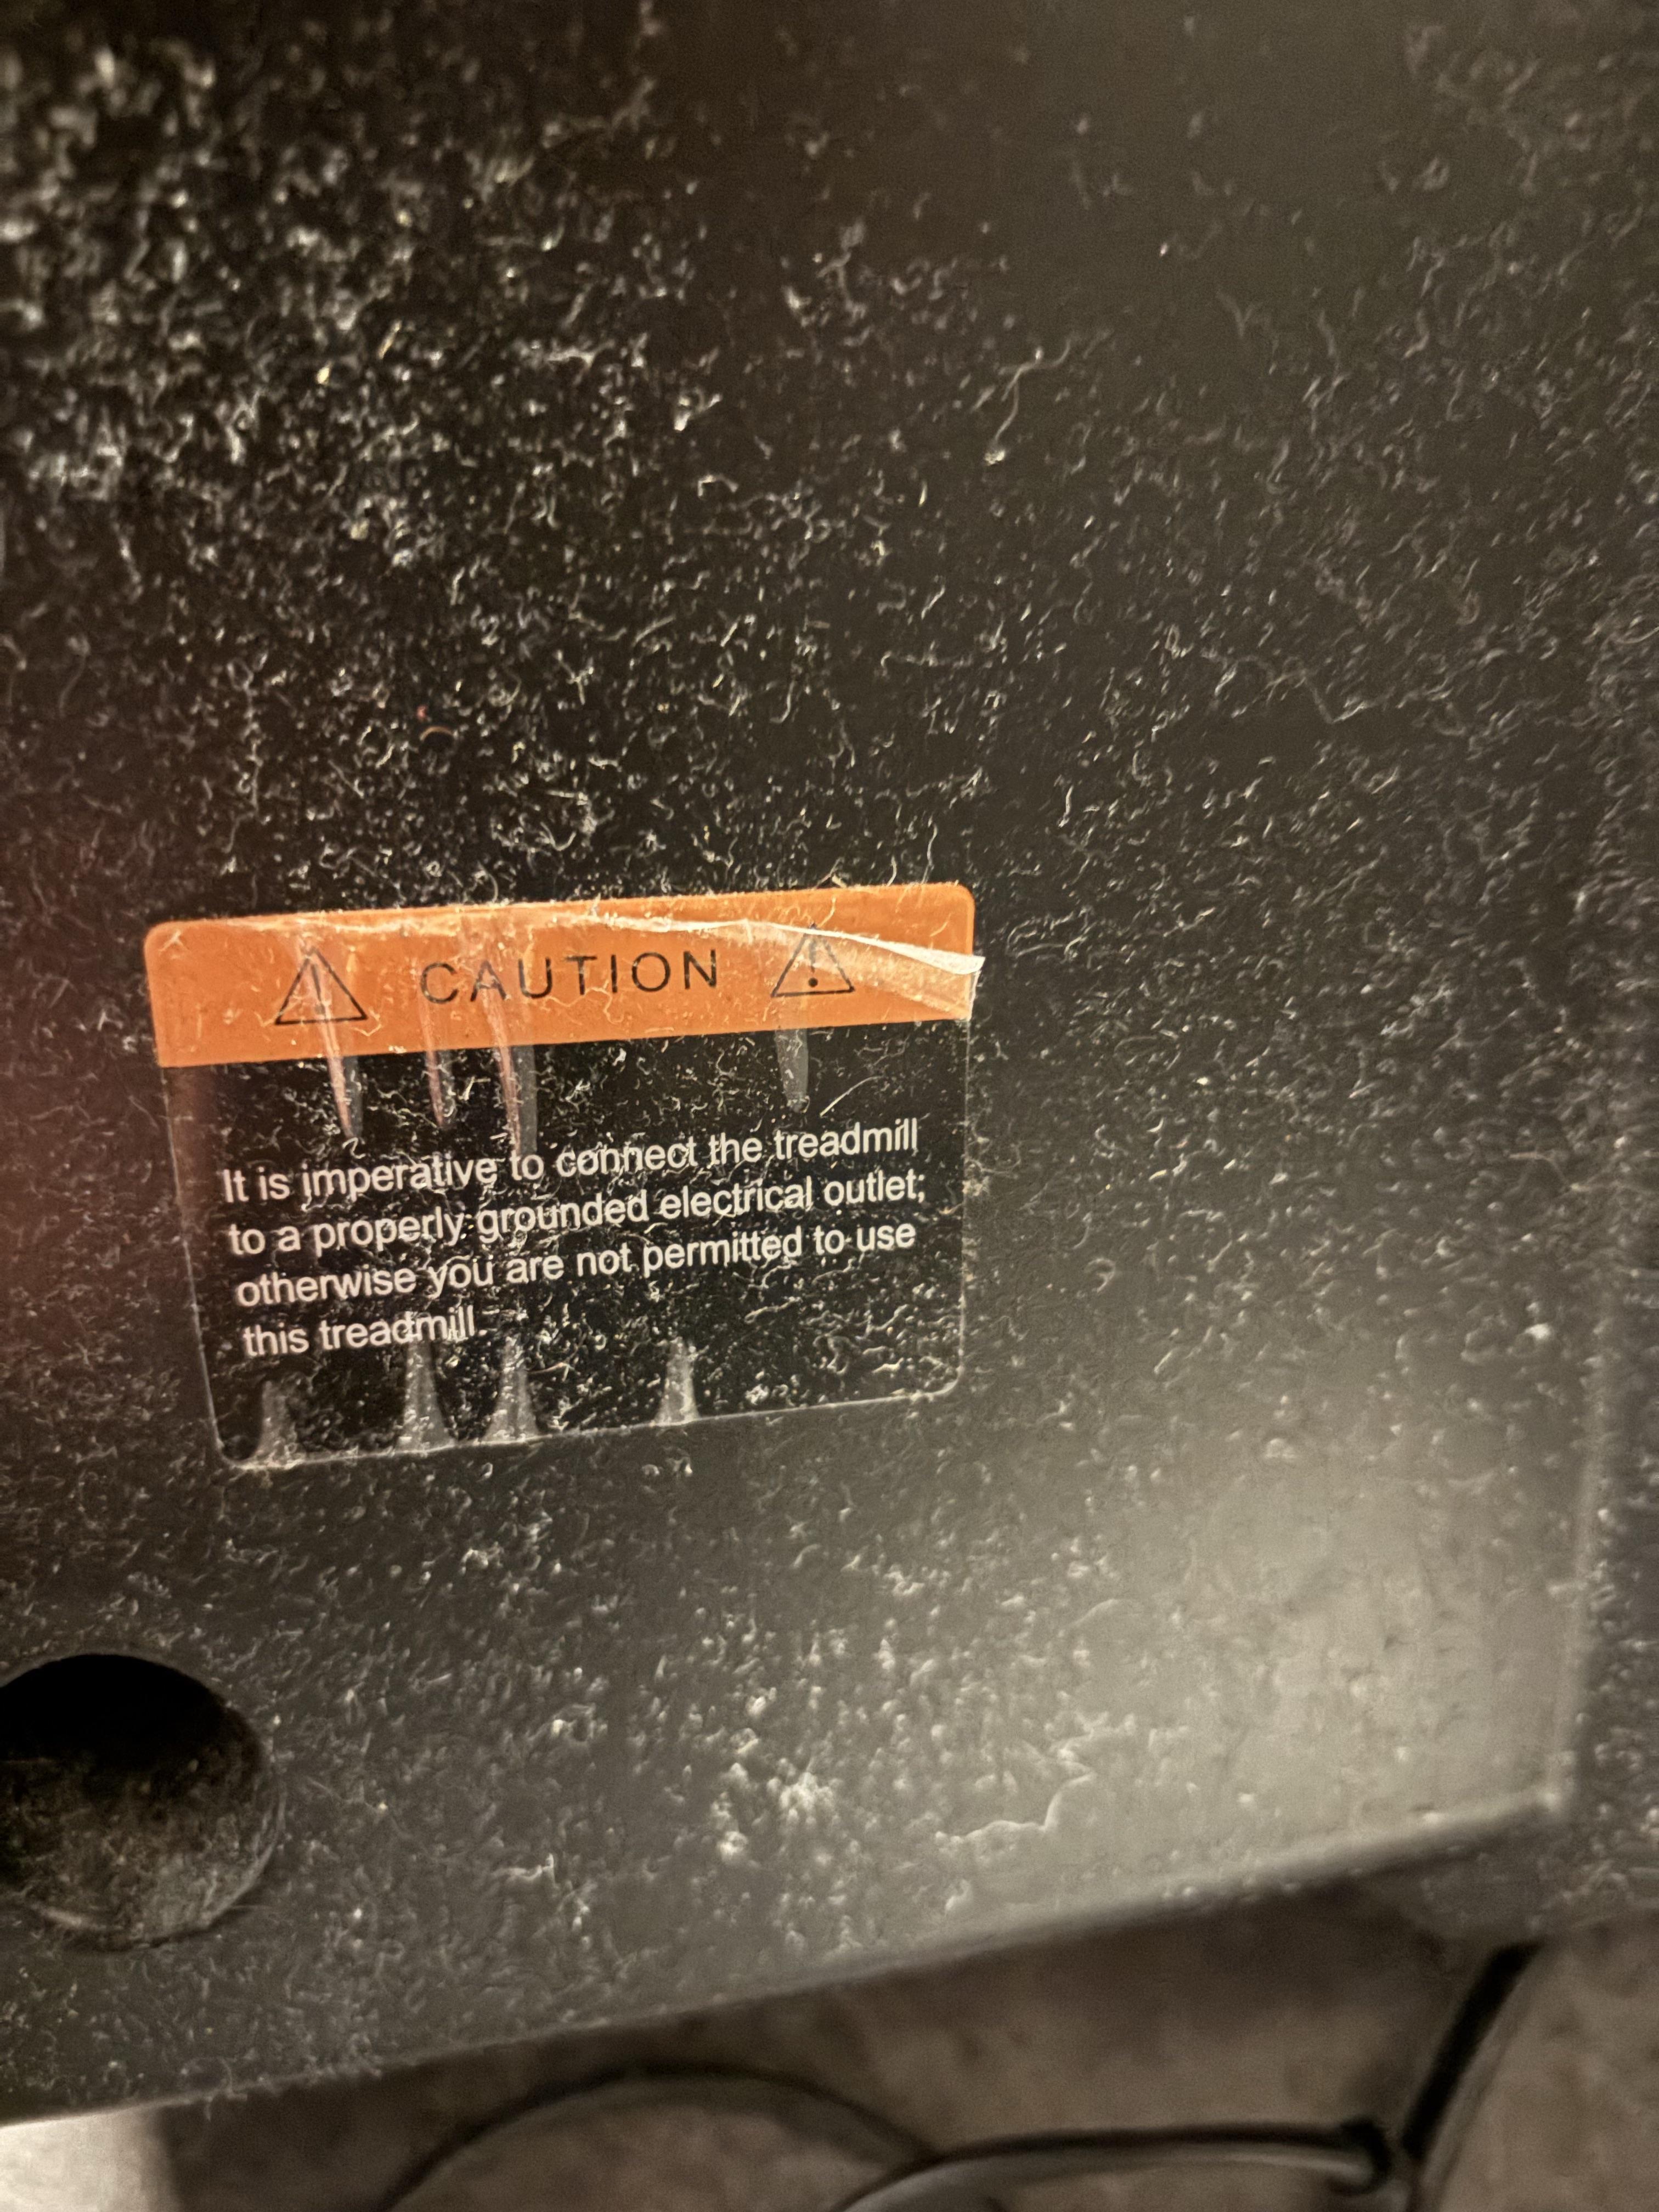 CAUTION
It is imperative to connect the treadmill
to a properly grounded electrical outlet;
otherwise you are not permitted to use
this treadmill.